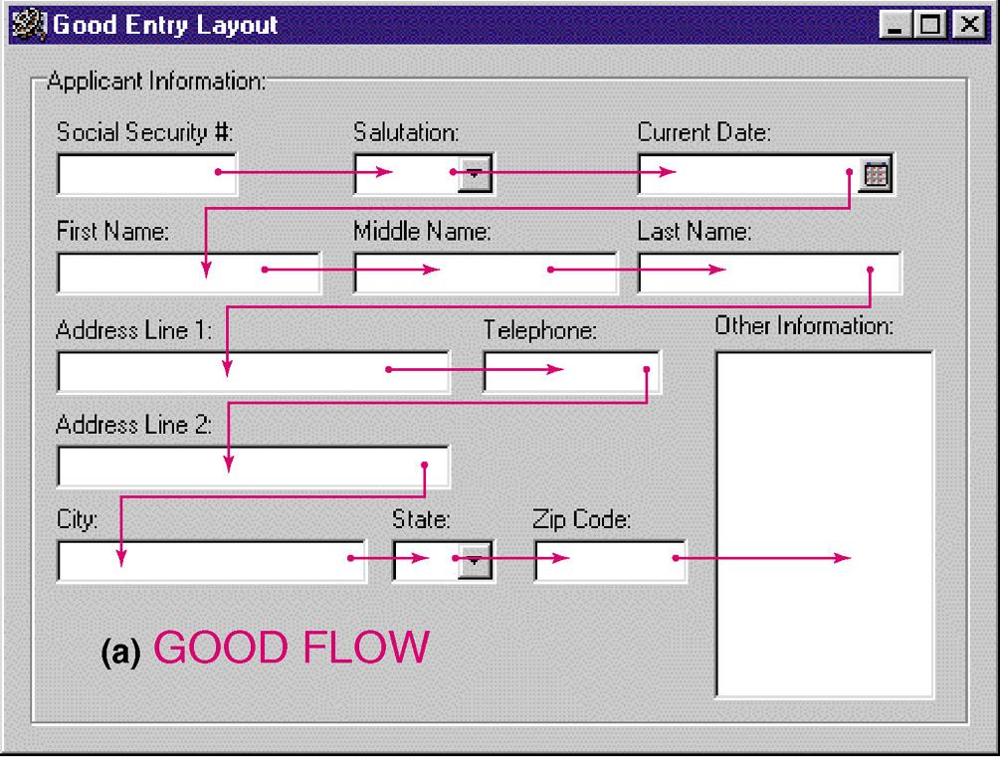 Good Entry Layout
Applicant Information:
Social Security #: Salutation: Current Date:
First Name: Middle Name: Last Name:
Address Line 1: Telephone: Other Information:
Address Line 2:
City: State: Zip Code:
(a) GOOD FLOW